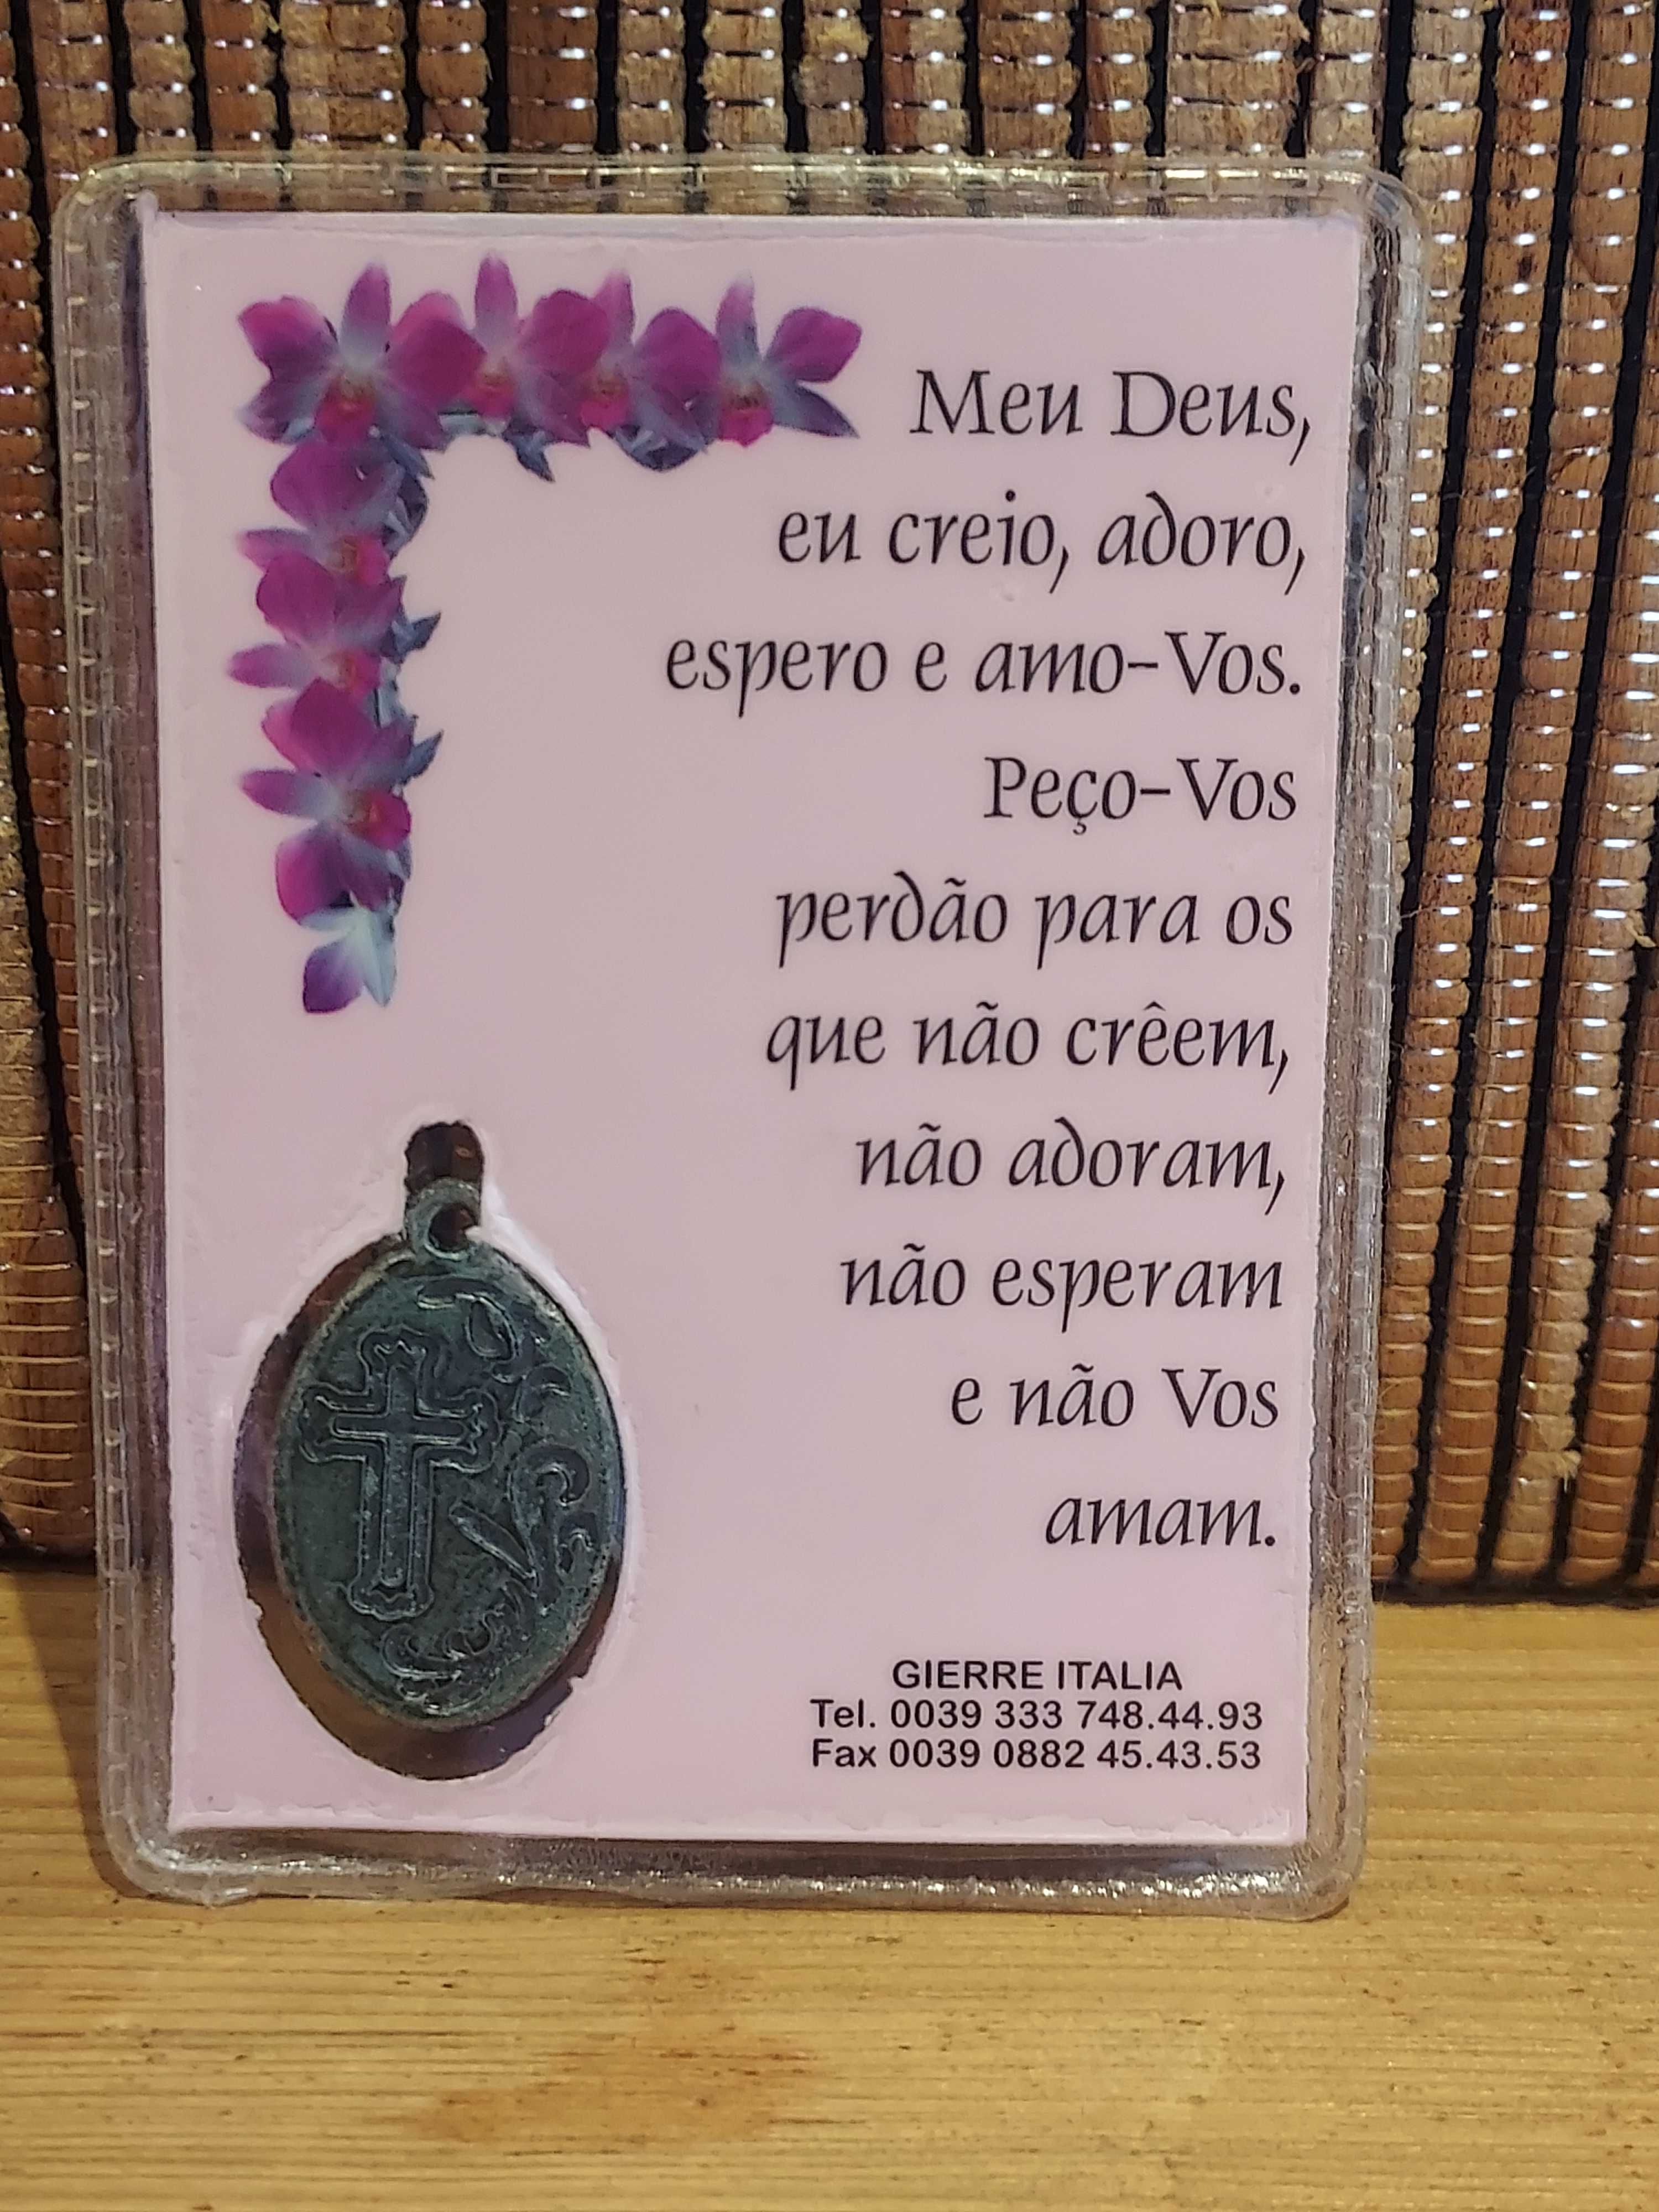 Meu Deus,
eu creio, adoro,
espero e amo-Vos.
Peço-Vos
perdão para os
que não crêem,
não adoram,
não esperam
e não Vos
amam.
GIERRE ITALIA
Tel. 0039 333 748.44.93
Fax 0039 0882 45.43.53